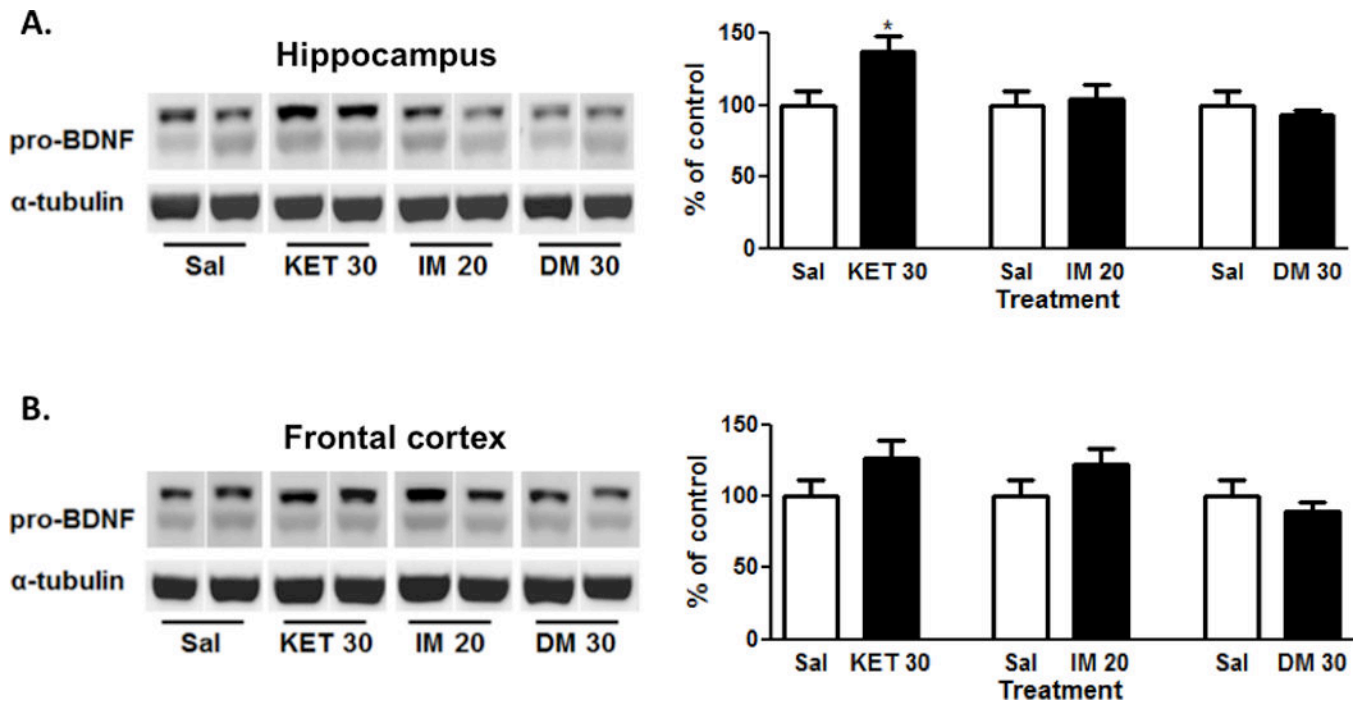 A.
Hippocampus
pro-BDNF
α-tubulin
Sal KET 30 IM 20 DM 30
% of control
150
*
100
50
0
Sal KET 30 Sal IM 20 Sal DM 30
Treatment
B.
Frontal cortex
pro-BDNF
α-tubulin
Sal KET 30 IM 20 DM 30
% of control
150
100
50
0
Sal KET 30 Sal IM 20 Sal DM 30
Treatment